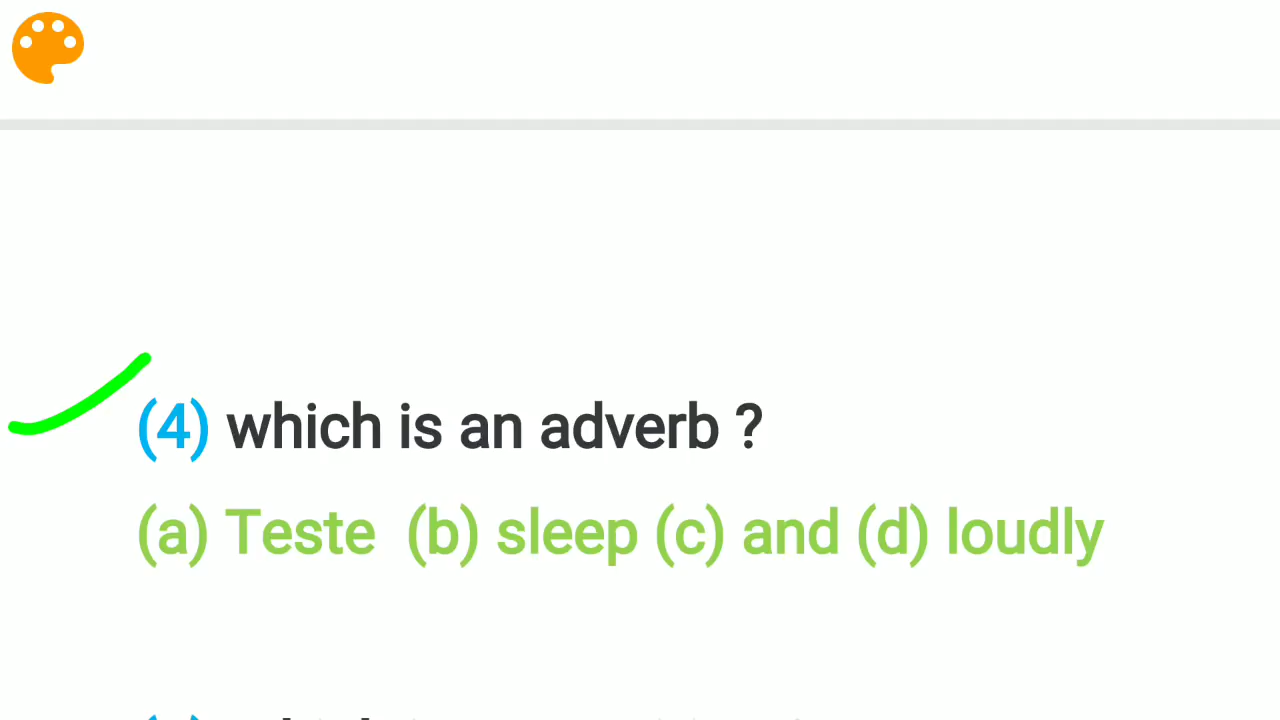 (4) which is an adverb ?
(a) Teste (b) sleep (c) and (d) loudly